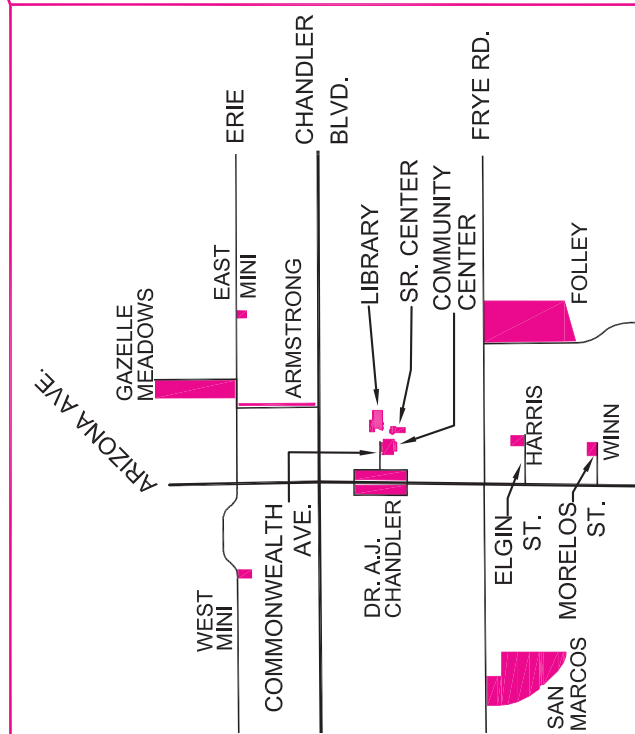 ARIZONA AVE.
GAZELLE
MEADOWS
EAST
MINI
ERIE
CHANDLER
BLVD.
ARMSTRONG
WEST
MINI
COMMONWEALTH
AVE.
LIBRARY
SR. CENTER
COMMUNITY
CENTER
DR. A.J.
CHANDLER
FRYE RD.
FOLLEY
ELGIN
ST.
HARRIS
MORELOS
ST.
WINN
SAN
MARCOS